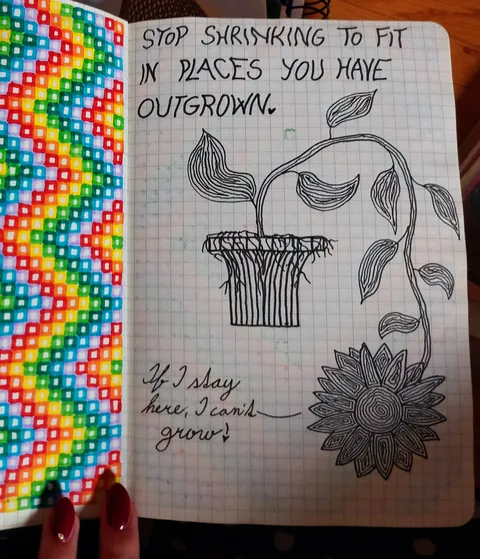 STOP SHRINKING TO FIT
IN PLACES YOU HAVE
OUTGROWN.
If I stay
here, I can't
grow!